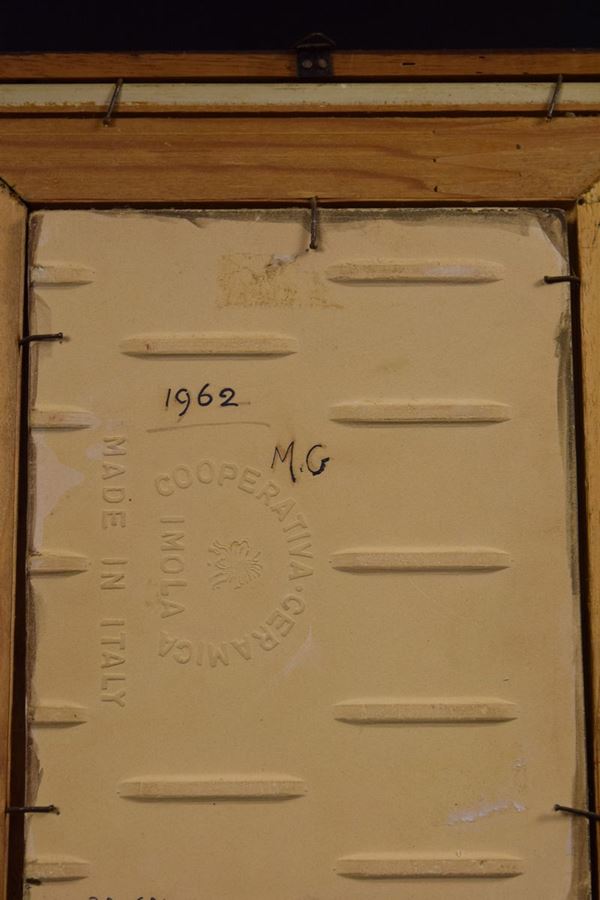 1962
M.G
COOPERATIVA·CERAMICA
IMOLA
MADE IN ITALY